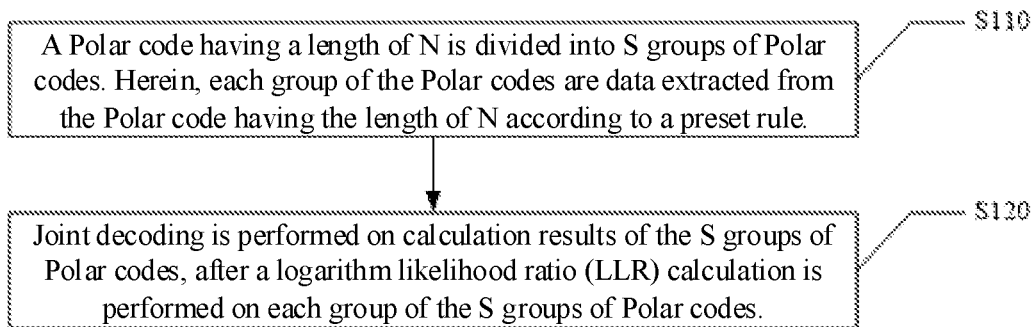 S110
A Polar code having a length of N is divided into S groups of Polar
codes. Herein, each group of the Polar codes are data extracted from
the Polar code having the length of N according to a preset rule.
S120
Joint decoding is performed on calculation results of the S groups of
Polar codes, after a logarithm likelihood ratio (LLR) calculation is
performed on each group of the S groups of Polar codes.